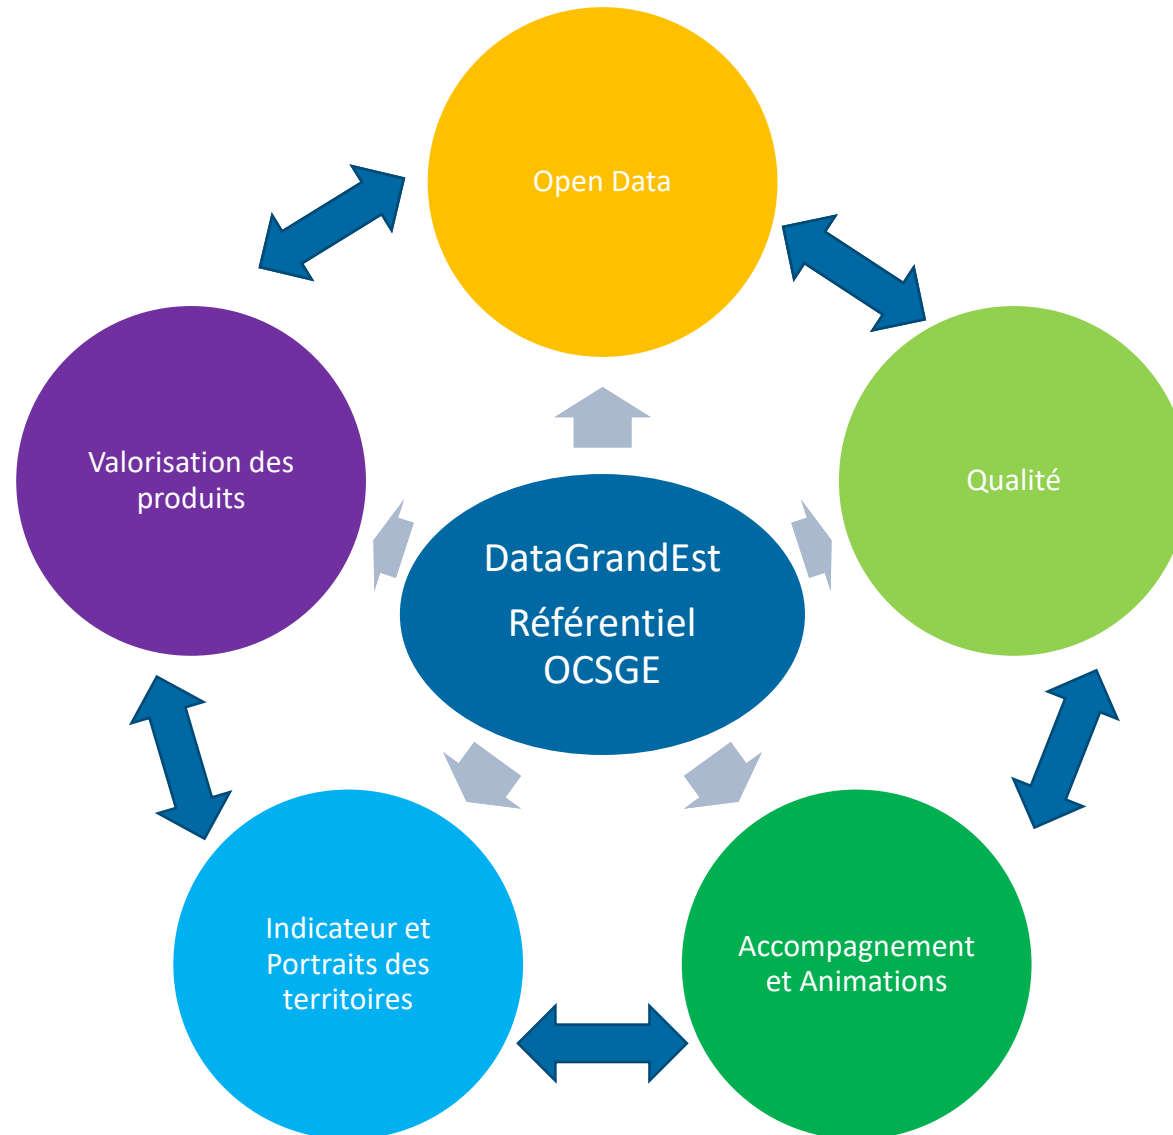 Open Data
Valorisation des
produits
Qualité
DataGrandEst
Référentiel
OCSGE
Indicateur et
Portraits des
territoires
Accompagnement
et Animations